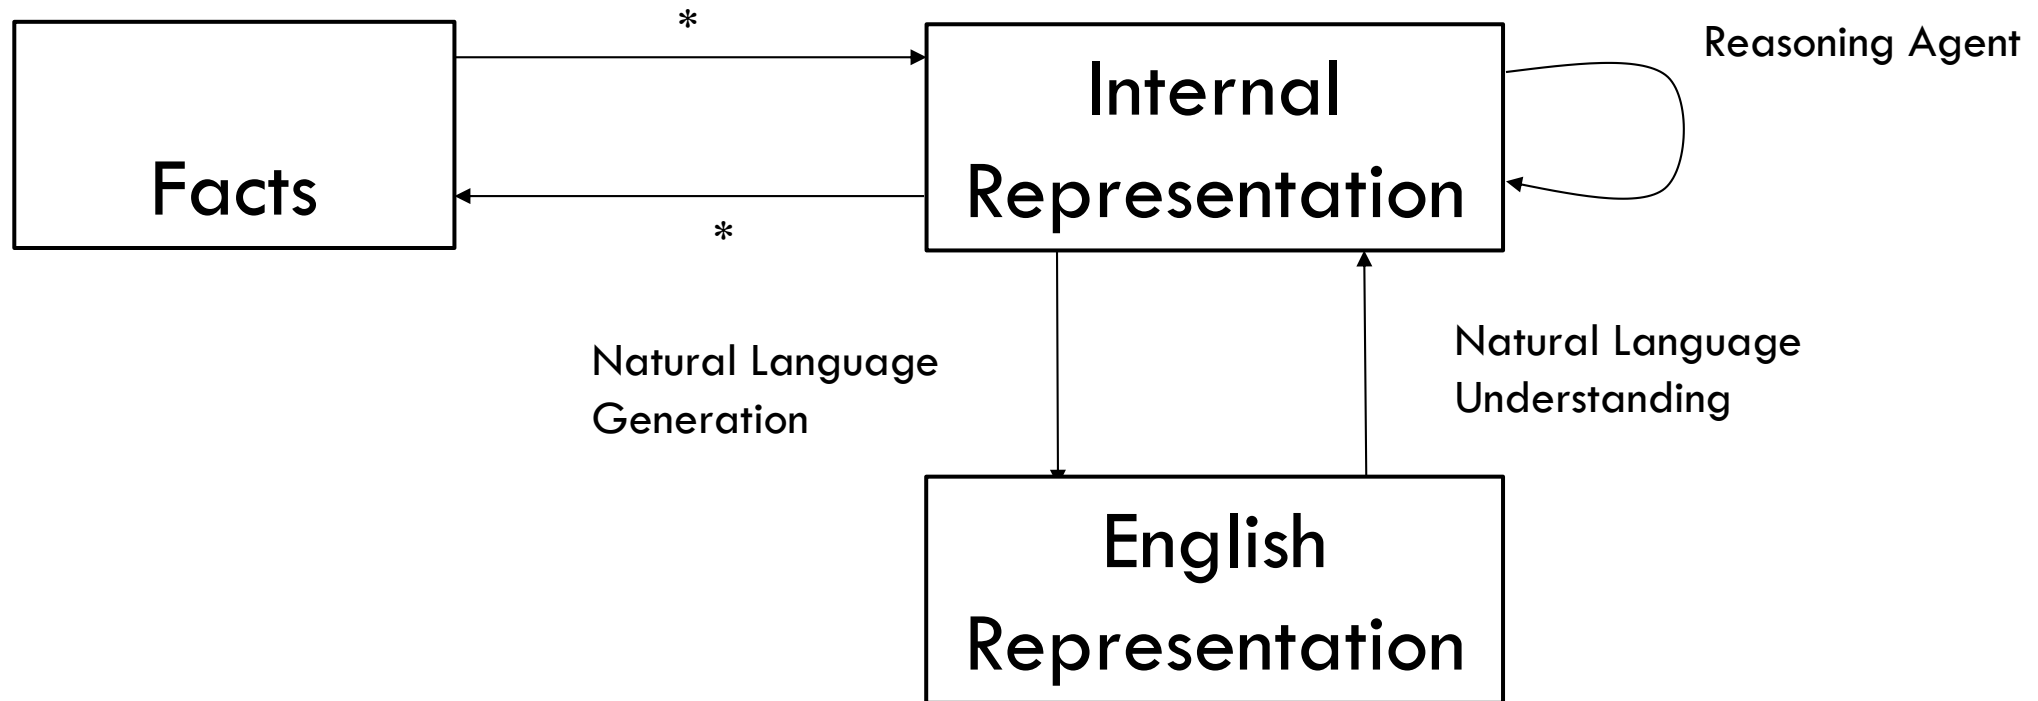 *
Reasoning Agent
Facts
Internal
Representation
*
Natural Language
Generation
Natural Language
Understanding
English
Representation